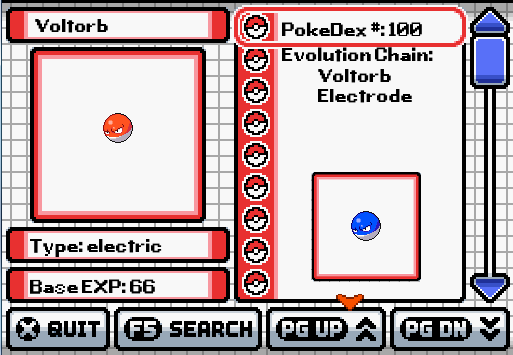 Voltorb
PokeDex #:100
Evolution Chain:
Voltorb
Electrode
Type: electric
Base EXP: 66
X QUIT
F5 SEARCH
PG UP
PG DN